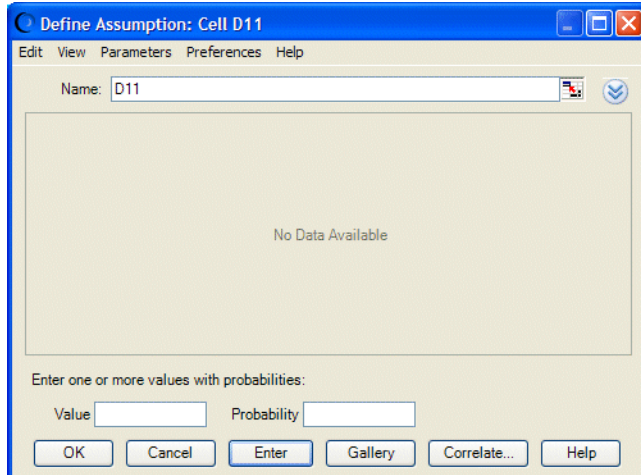 Define Assumption: Cell D11
Edit View Parameters Preferences Help
Name: D11
No Data Available
Enter one or more values with probabilities:
Value Probability
OK Cancel Enter Gallery Correlate... Help